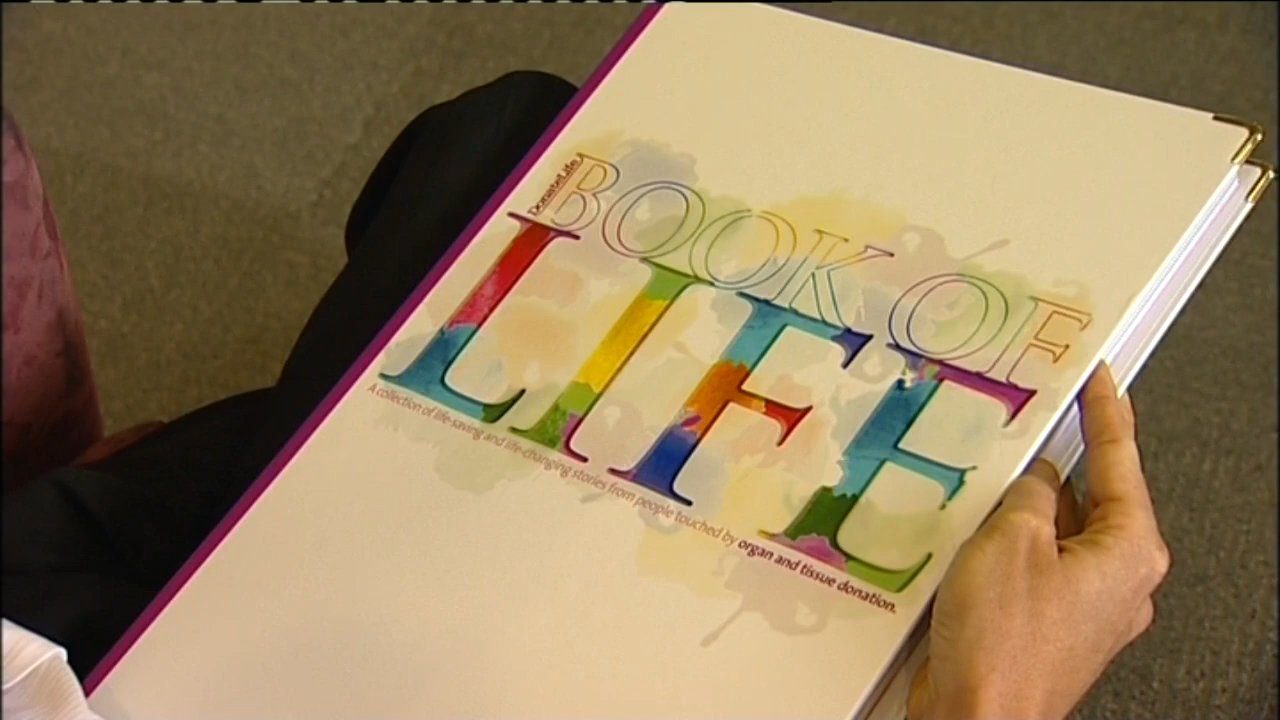 DonateLife
BOOK OF
LIFE
A collection of life-saving and life-changing stories from people touched by organ and tissue donation.